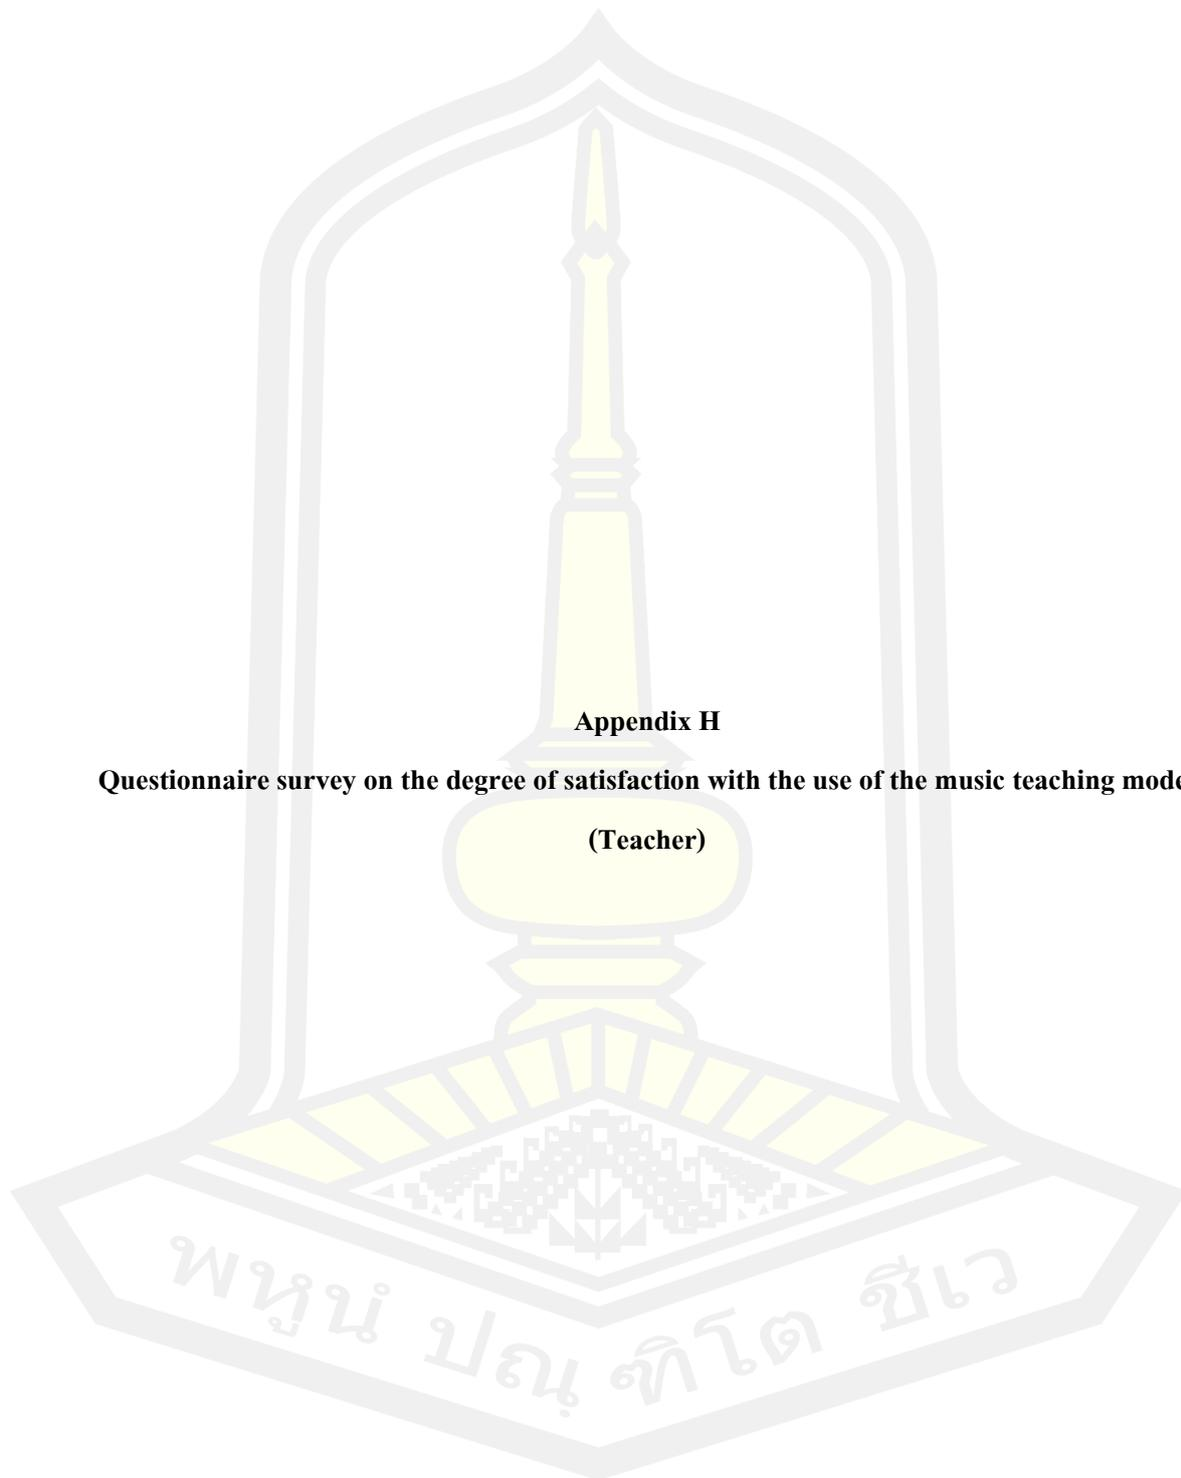 Appendix H
Questionnaire survey on the degree of satisfaction with the use of the music teaching mode
(Teacher)
พหูนํ ปณฺ ฑิโต ชีเว